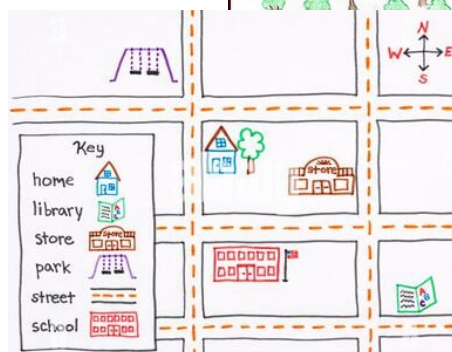 N
W E
S
Key
home
library
store
store
store
park
street
school
A
B
C